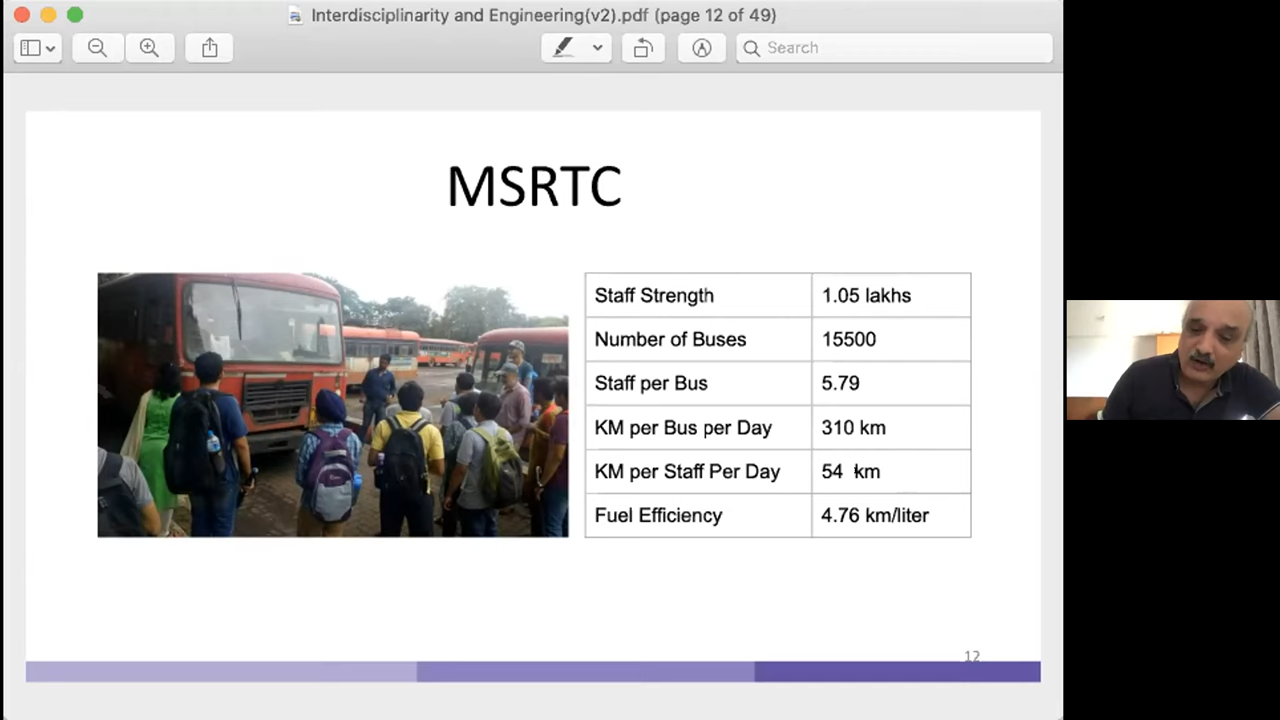 Interdisciplinarity and Engineering(v2).pdf (page 12 of 49)
Search
MSRTC
Staff Strength 1.05 lakhs
Number of Buses 15500
Staff per Bus 5.79
KM per Bus per Day 310 km
KM per Staff Per Day 54 km
Fuel Efficiency 4.76 km/liter
12